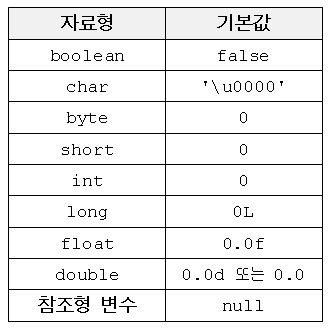 자료형 기본값
boolean false
char '\u0000'
byte 0
short 0
int 0
long 0L
float 0.0f
double 0.0d 또는 0.0
참조형 변수 null